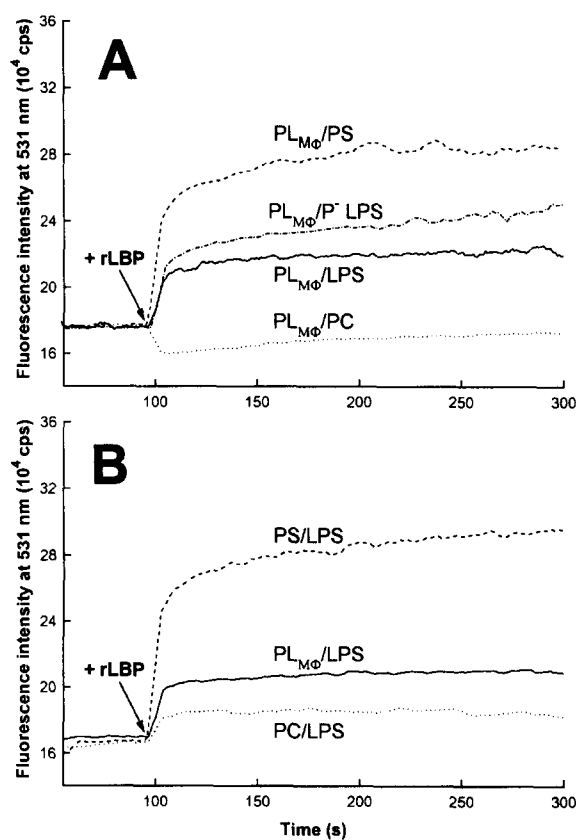 A
Fluorescence intensity at 531 nm (10⁴ cps)
36
32
28
24
20
16
PL_MΦ/PS
PL_MΦ/P⁻ LPS
+ rLBP
PL_MΦ/LPS
PL_MΦ/PC
100
150
200
250
300
B
Fluorescence intensity at 531 nm (10⁴ cps)
36
32
28
24
20
16
PS/LPS
+ rLBP
PL_MΦ/LPS
PC/LPS
100
150
200
250
300
Time (s)